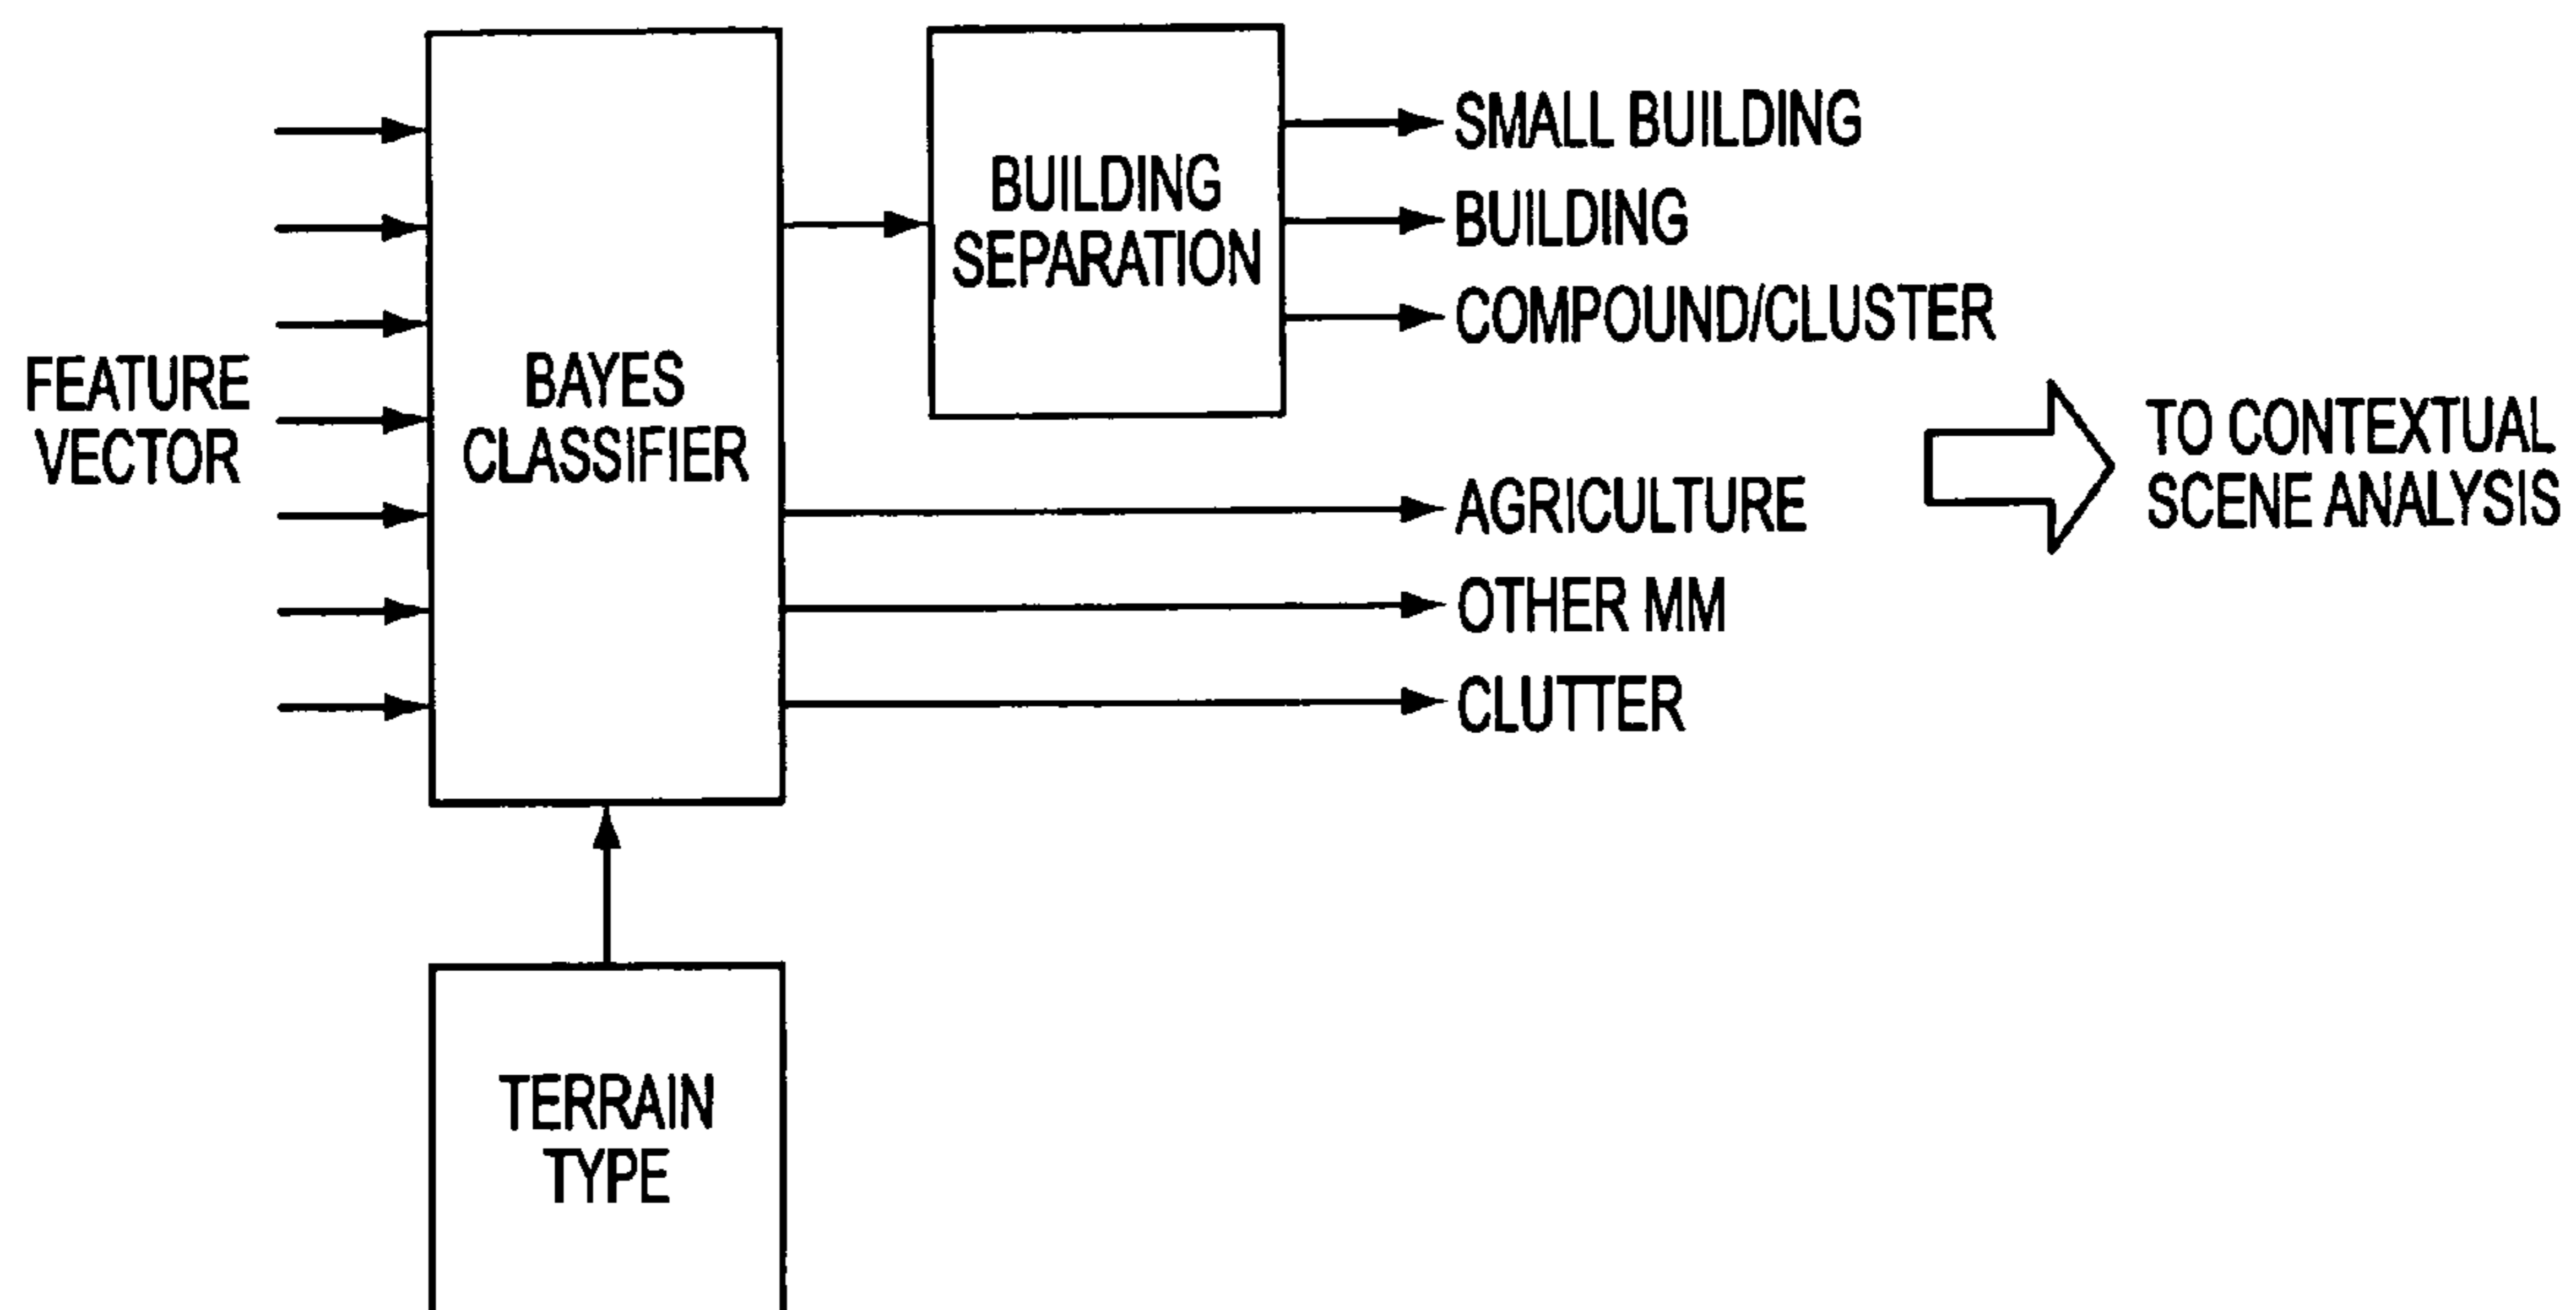 FEATURE
VECTOR
BAYES
CLASSIFIER
BUILDING
SEPARATION
SMALL BUILDING
BUILDING
COMPOUND/CLUSTER
AGRICULTURE
OTHER MM
CLUTTER
TO CONTEXTUAL
SCENE ANALYSIS
TERRAIN
TYPE